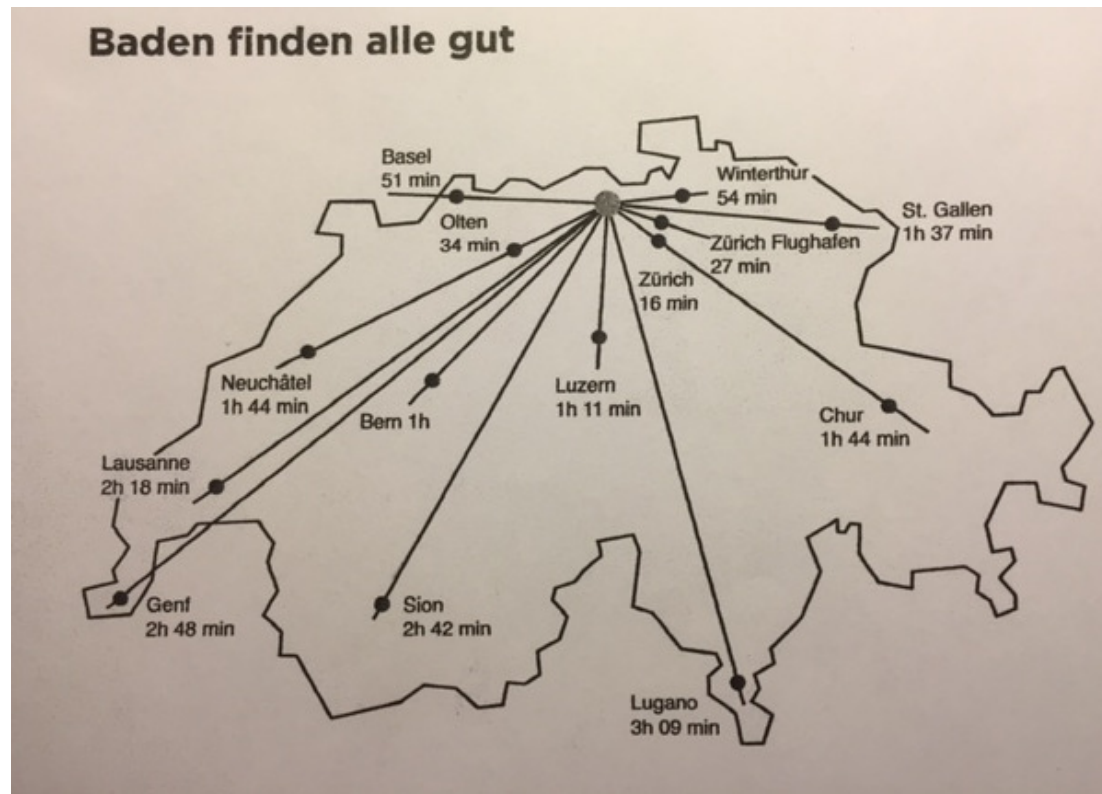 Baden finden alle gut
Basel
51 min
Winterthur
54 min
Olten
34 min
St. Gallen
1h 37 min
Zürich Flughafen
27 min
Zürich
16 min
Neuchâtel
1h 44 min
Bern 1h
Luzern
1h 11 min
Chur
1h 44 min
Lausanne
2h 18 min
Genf
2h 48 min
Sion
2h 42 min
Lugano
3h 09 min